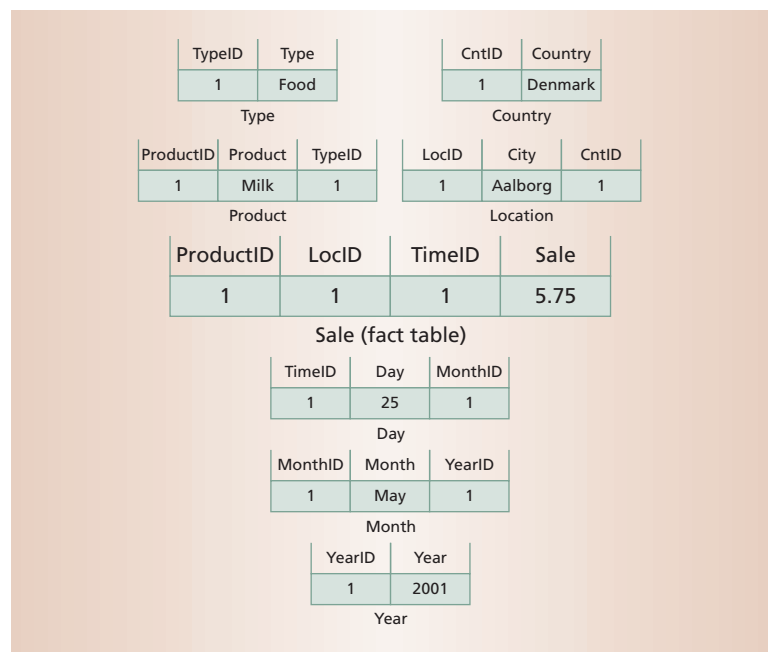 TypeID Type
1 Food
Type
CntID Country
1 Denmark
Country
ProductID Product TypeID
1 Milk 1
Product
LocID City CntID
1 Aalborg 1
Location
ProductID LocID TimeID Sale
1 1 1 5.75
Sale (fact table)
TimeID Day MonthID
1 25 1
Day
MonthID Month YearID
1 May 1
Month
YearID Year
1 2001
Year